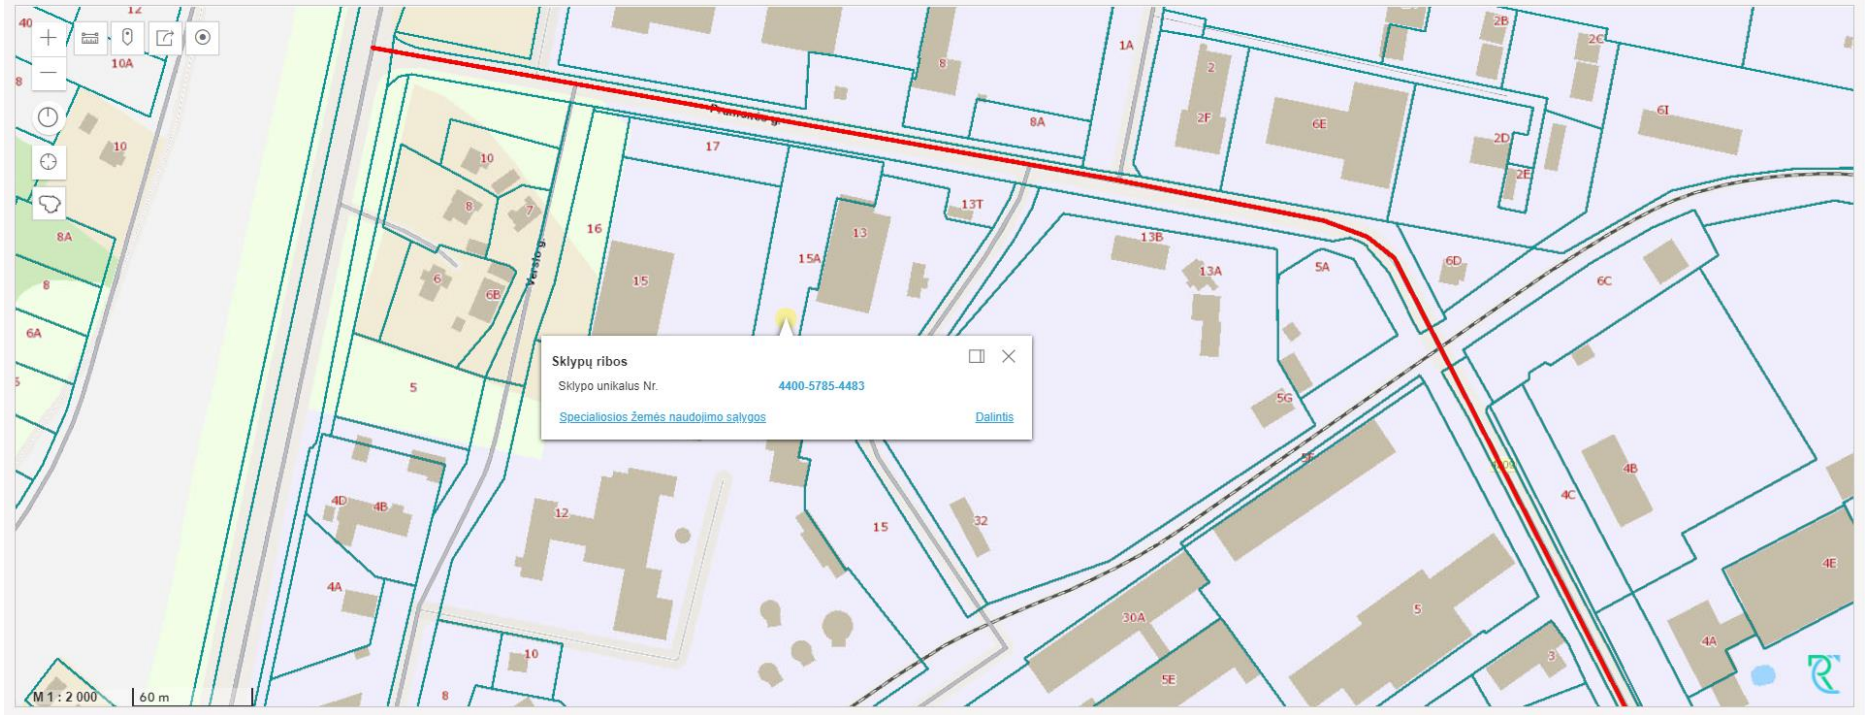 40
12
10A
8
10
8A
8
6A
10
8
7
6
6B
Verslo g.
5
16
15
17
8
8A
1A
15A
13
13T
2
2F
6E
2B
2C
6I
2D
2E
13B
13A
5A
6D
6C
Sklypų ribos
Sklypo unikalus Nr. 4400-5785-4483
Specialiosios žemės naudojimo sąlygos Dalintis
5G
5F
4B
4C
4D
4B
12
15
32
4E
4A
30A
5
4A
10
8
5E
3
M 1 : 2 000 60 m